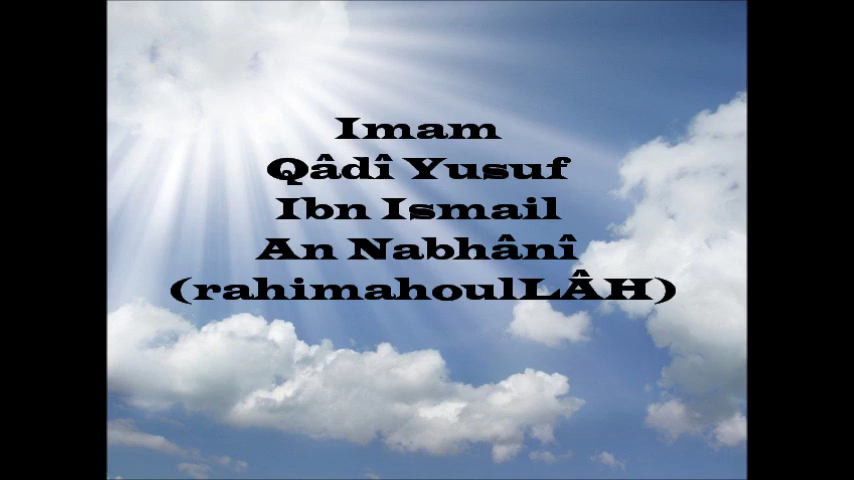 Imam
Qâdî Yusuf
Ibn Ismail
An Nabhânî
(rahimahoulLÂH)